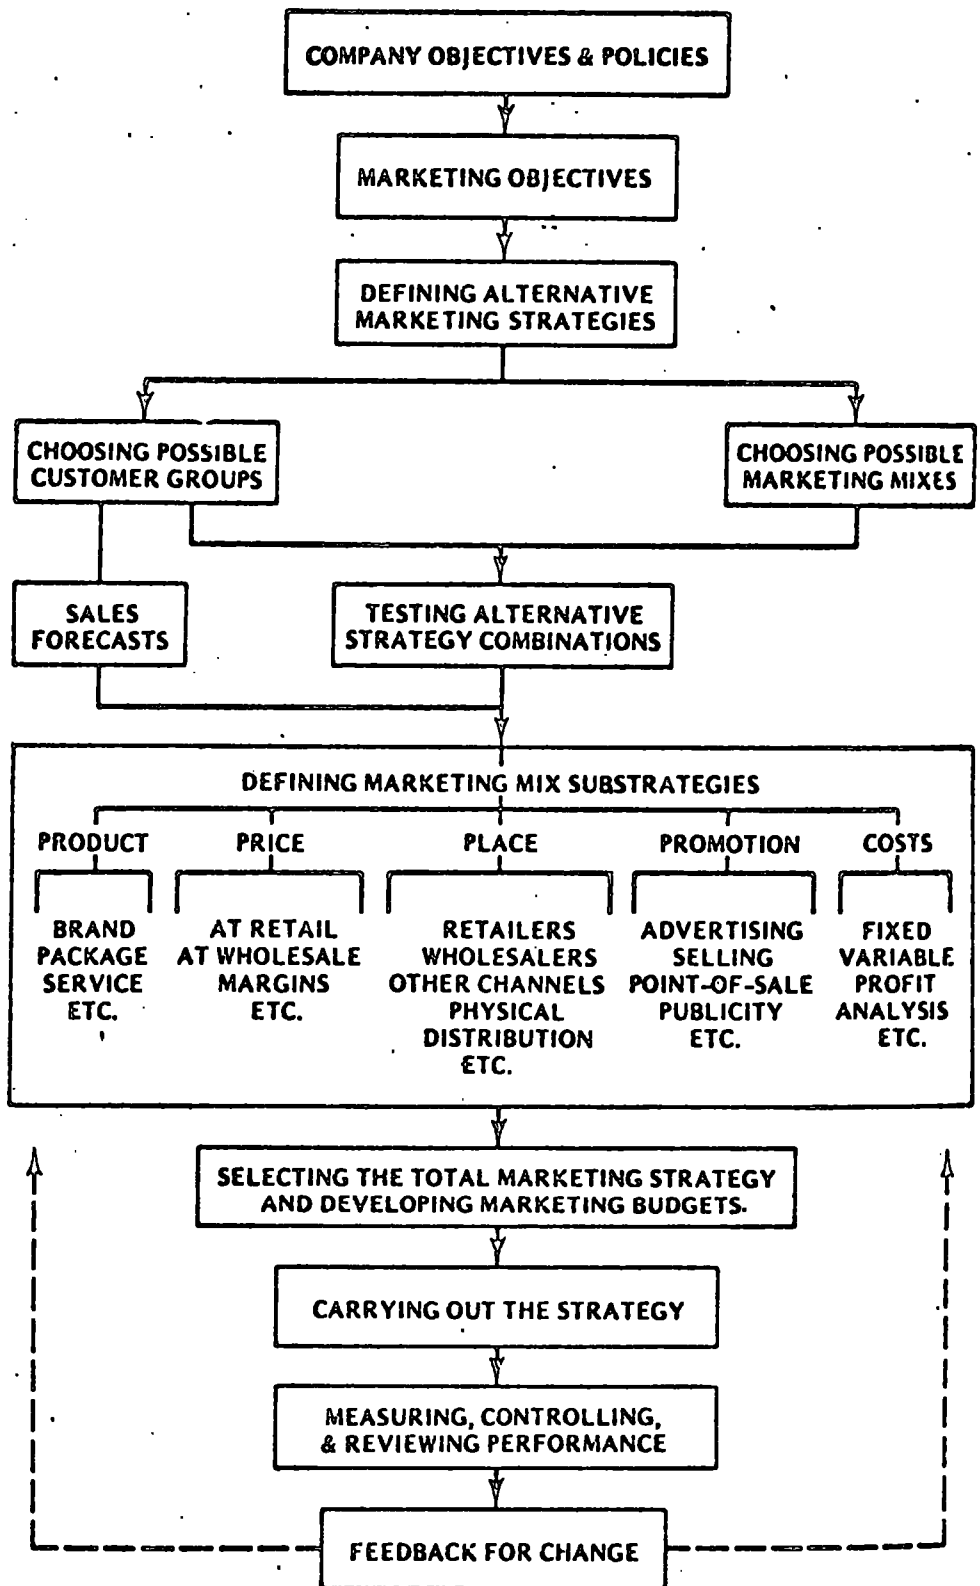 COMPANY OBJECTIVES & POLICIES
MARKETING OBJECTIVES
DEFINING ALTERNATIVE
MARKETING STRATEGIES
CHOOSING POSSIBLE
CUSTOMER GROUPS
CHOOSING POSSIBLE
MARKETING MIXES
SALES
FORECASTS
TESTING ALTERNATIVE
STRATEGY COMBINATIONS
DEFINING MARKETING MIX SUBSTRATEGIES
PRODUCT
BRAND
PACKAGE
SERVICE
ETC.
PRICE
AT RETAIL
AT WHOLESALE
MARGINS
ETC.
PLACE
RETAILERS
WHOLESALERS
OTHER CHANNELS
PHYSICAL
DISTRIBUTION
ETC.
PROMOTION
ADVERTISING
SELLING
POINT-OF-SALE
PUBLICITY
ETC.
COSTS
FIXED
VARIABLE
PROFIT
ANALYSIS
ETC.
SELECTING THE TOTAL MARKETING STRATEGY
AND DEVELOPING MARKETING BUDGETS.
CARRYING OUT THE STRATEGY
MEASURING, CONTROLLING,
& REVIEWING PERFORMANCE
FEEDBACK FOR CHANGE